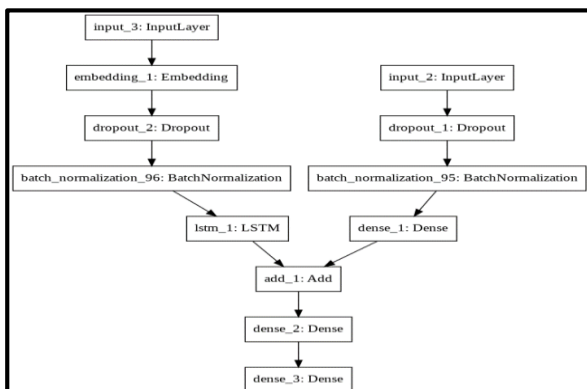 input_3: InputLayer
embedding_1: Embedding
input_2: InputLayer
dropout_2: Dropout
dropout_1: Dropout
batch_normalization_96: BatchNormalization
batch_normalization_95: BatchNormalization
lstm_1: LSTM
dense_1: Dense
add_1: Add
dense_2: Dense
dense_3: Dense